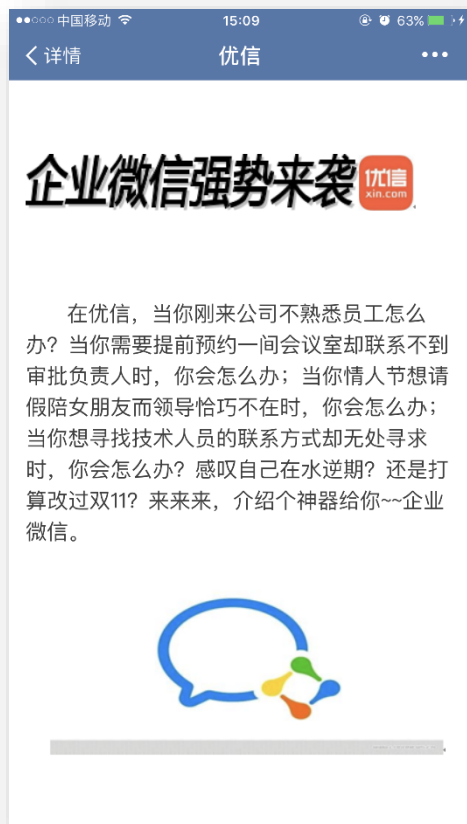 中国移动 15:09 63%
详情 优信
企业微信强势来袭 优信
xin.com
在优信，当你刚来公司不熟悉员工怎么
办？当你需要提前预约一间会议室却联系不到
审批负责人时，你会怎么办；当你情人节想请
假陪女朋友而领导恰巧不在时，你会怎么办；
当你想寻找技术人员的联系方式却无处寻求
时，你会怎么办？感叹自己在水逆期？还是打
算改过双11？来来来，介绍个神器给你~~企业
微信。